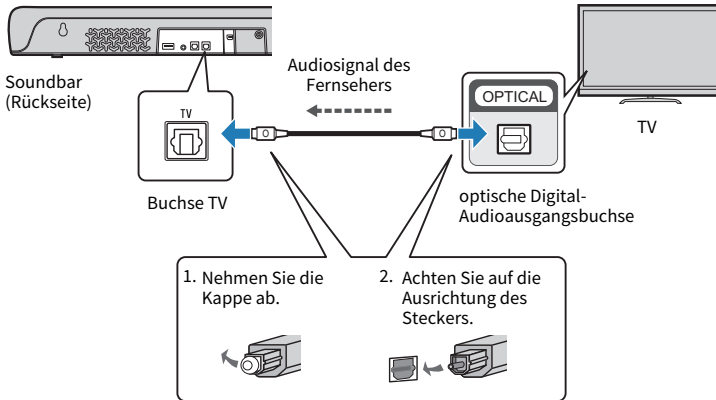 Soundbar
(Rückseite)
Audiosignal des
Fernsehers
OPTICAL
TV
TV
Buchse TV
optische Digital-
Audioausgangsbuchse
1. Nehmen Sie die
Kappe ab.
2. Achten Sie auf die
Ausrichtung des
Steckers.